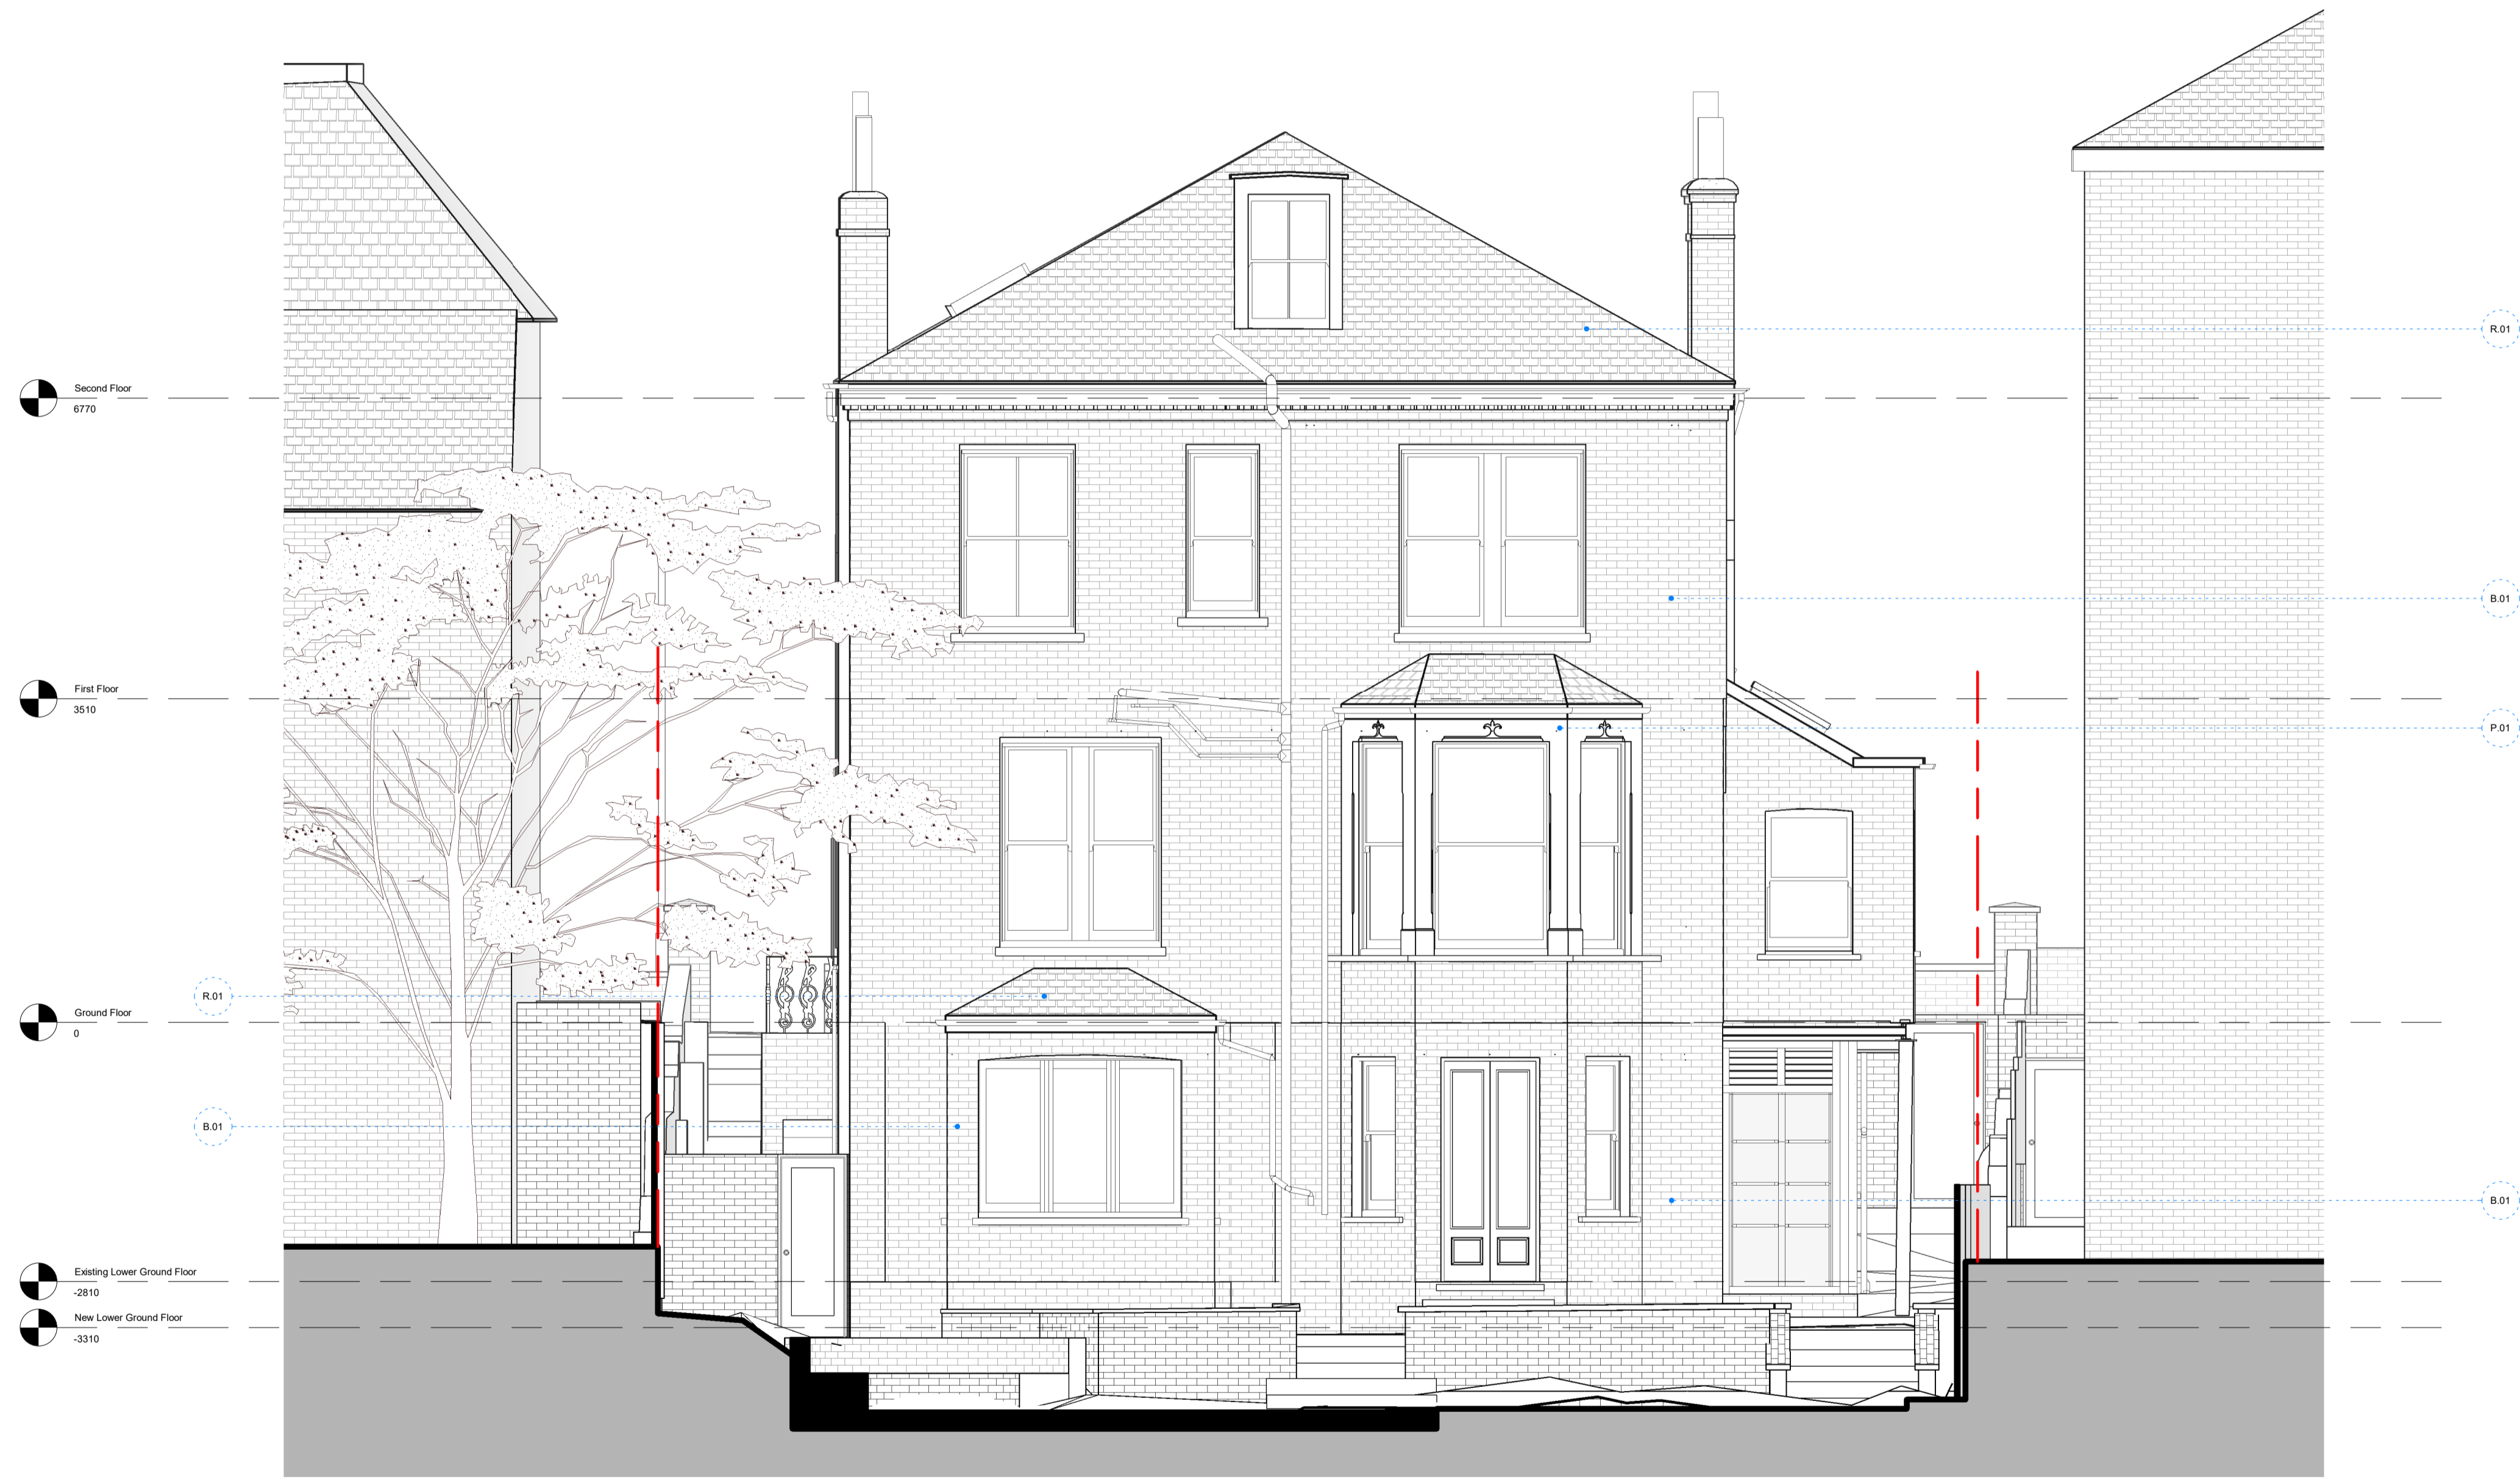 R.01
Second Floor
6770
B.01
First Floor
3510
P.01
R.01
Ground Floor
0
B.01
B.01
Existing Lower Ground Floor
-2810
New Lower Ground Floor
-3310